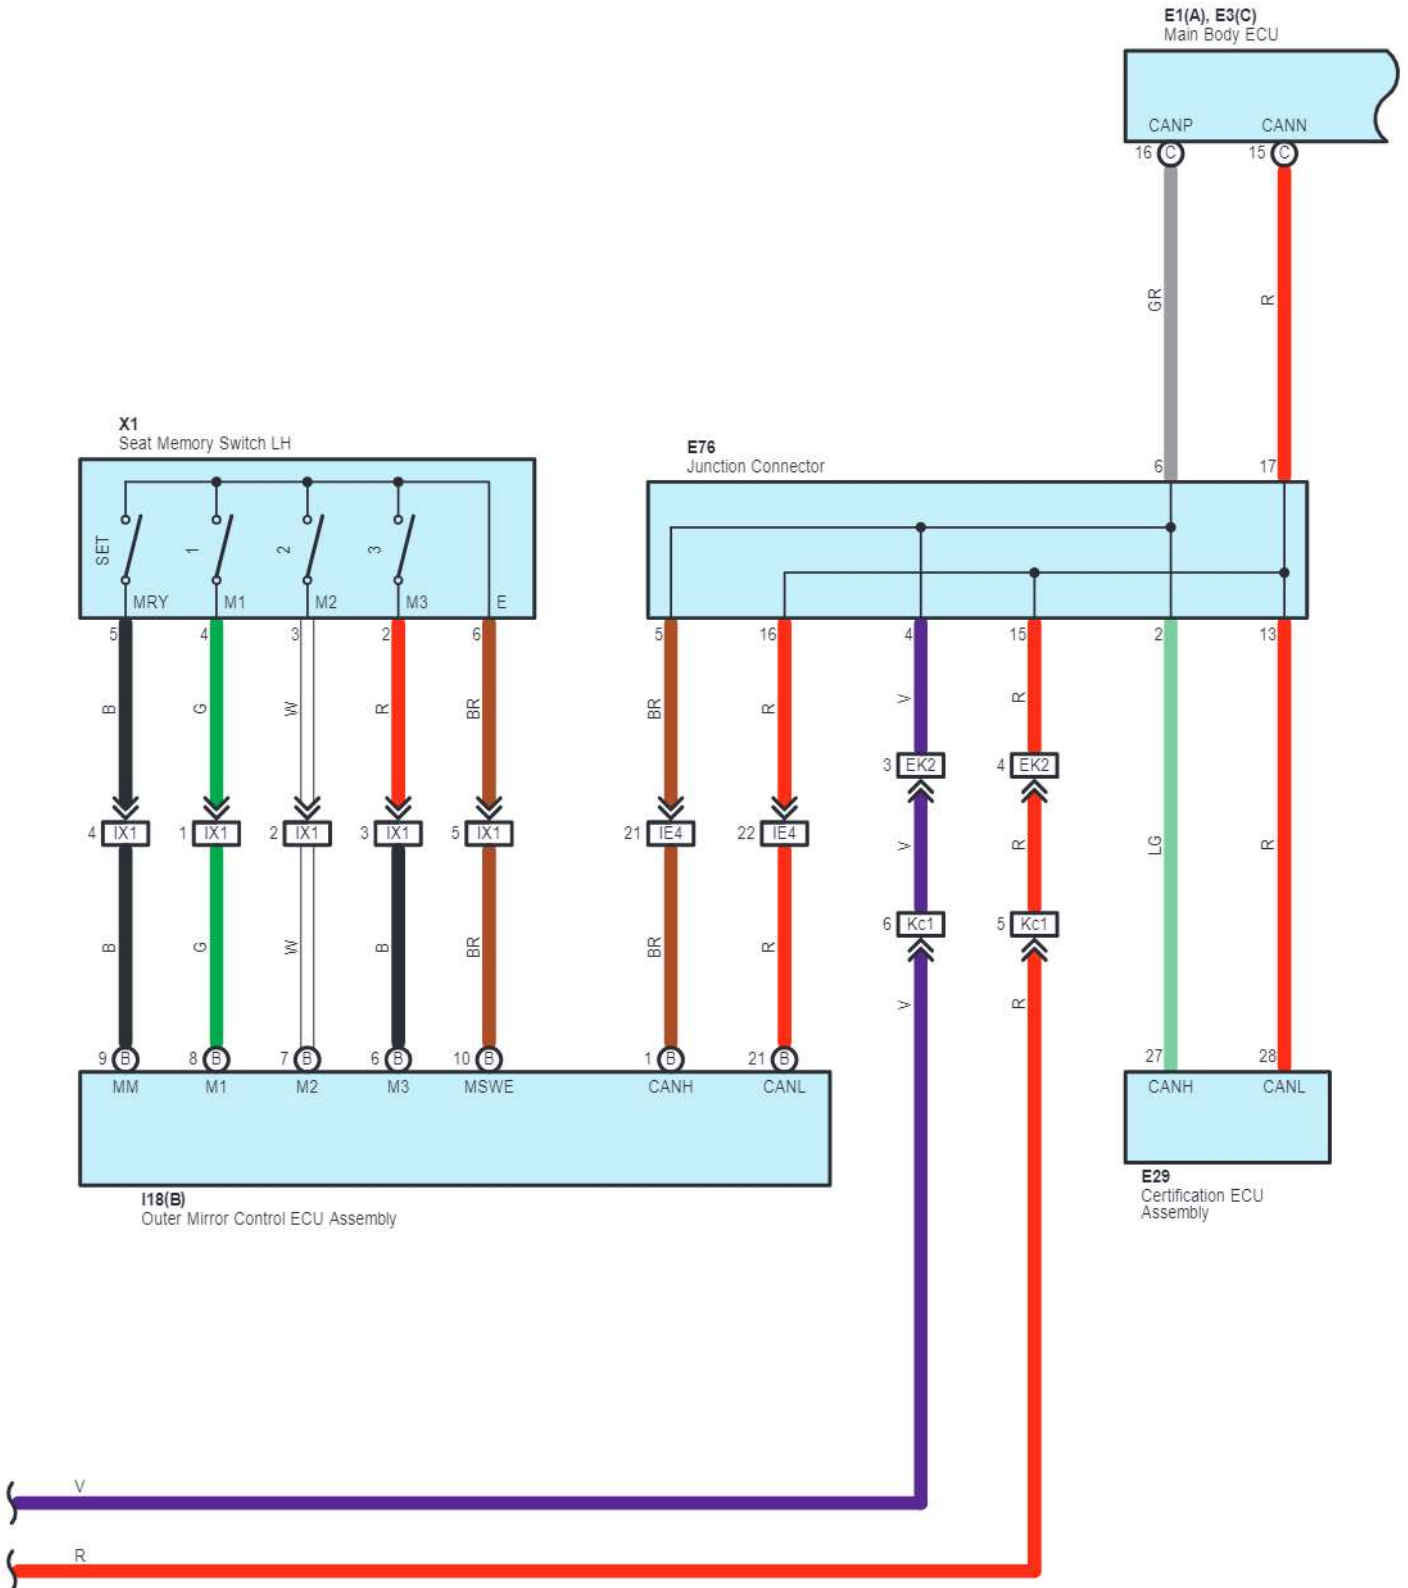 E1(A), E3(C)
Main Body ECU
CANP CANN
16 C 15 C
GR R
X1
Seat Memory Switch LH
E76
Junction Connector
6 17
SET 1 2 3
MRY M1 M2 M3 E
5 4 3 2 6 5 16 4 15 2 13
B G W R BR BR R V R
3 EK2 4 EK2
4 IX1 1 IX1 2 IX1 3 IX1 5 IX1 21 IE4 22 IE4 V R LG R
6 Kc1 5 Kc1
B G W B BR BR R
V R
9 B 8 B 7 B 6 B 10 B 1 B 21 B 27 28
MM M1 M2 M3 MSWE CANH CANL CANH CANL
E29
Certification ECU
Assembly
I18(B)
Outer Mirror Control ECU Assembly
V
R